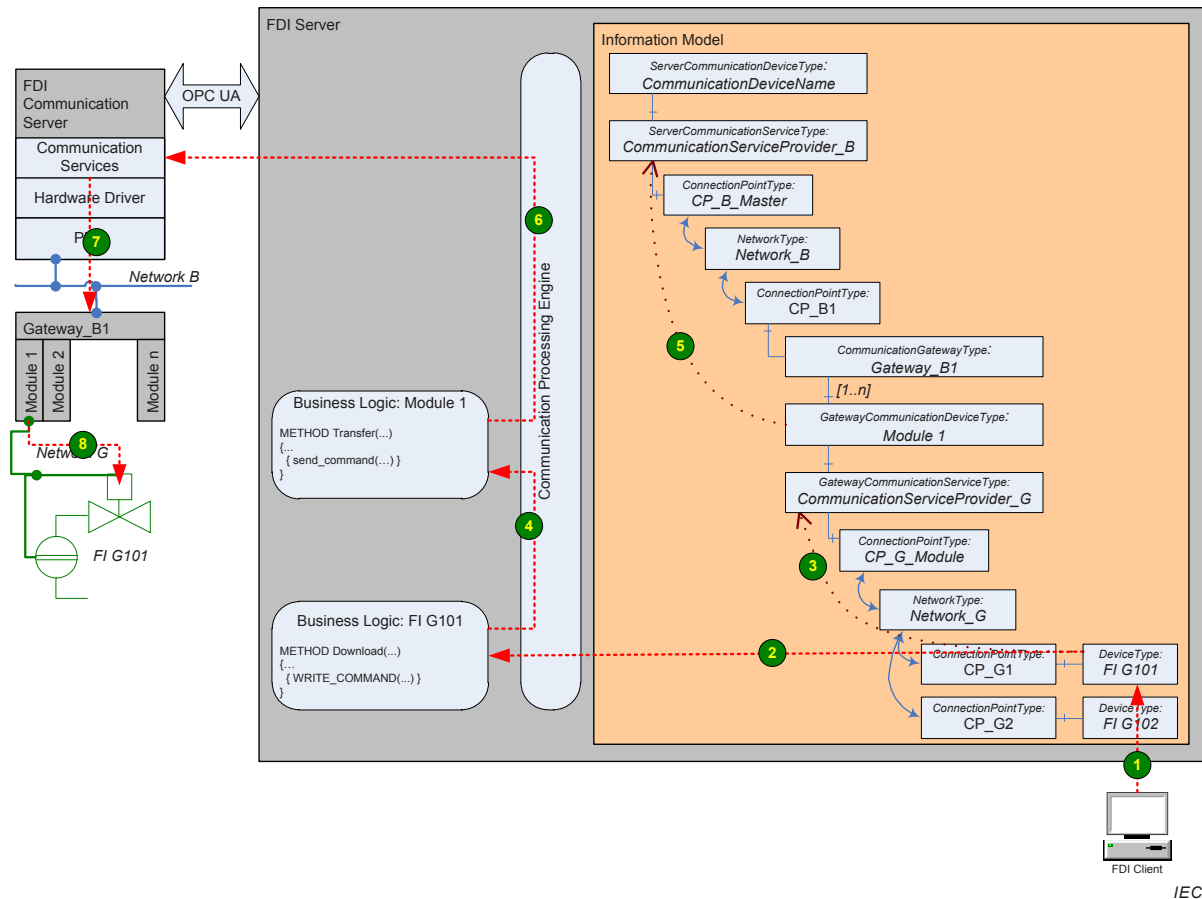 FDI Server
Information Model
ServerCommunicationDeviceType:
CommunicationDeviceName
ServerCommunicationServiceType:
CommunicationServiceProvider_B
ConnectionPointType:
CP_B_Master
NetworkType:
Network_B
ConnectionPointType:
CP_B1
CommunicationGatewayType:
Gateway_B1
[1..n]
GatewayCommunicationDeviceType:
Module 1
GatewayCommunicationServiceType:
CommunicationServiceProvider_G
ConnectionPointType:
CP_G_Module
NetworkType:
Network_G
ConnectionPointType:
CP_G1
DeviceType:
FI G101
ConnectionPointType:
CP_G2
DeviceType:
FI G102
FDI
Communication
Server
OPC UA
Communication
Services
Hardware Driver
7
Network B
Gateway_B1
Module 1
Module 2
Module n
8
Network G
FI G101
Communication Processing Engine
6
5
4
3
2
1
Business Logic: Module 1
METHOD Transfer(...)
{...
{ send_command(...) }
}
Business Logic: FI G101
METHOD Download(...)
{...
{ WRITE_COMMAND(...) }
}
FDI Client
IEC